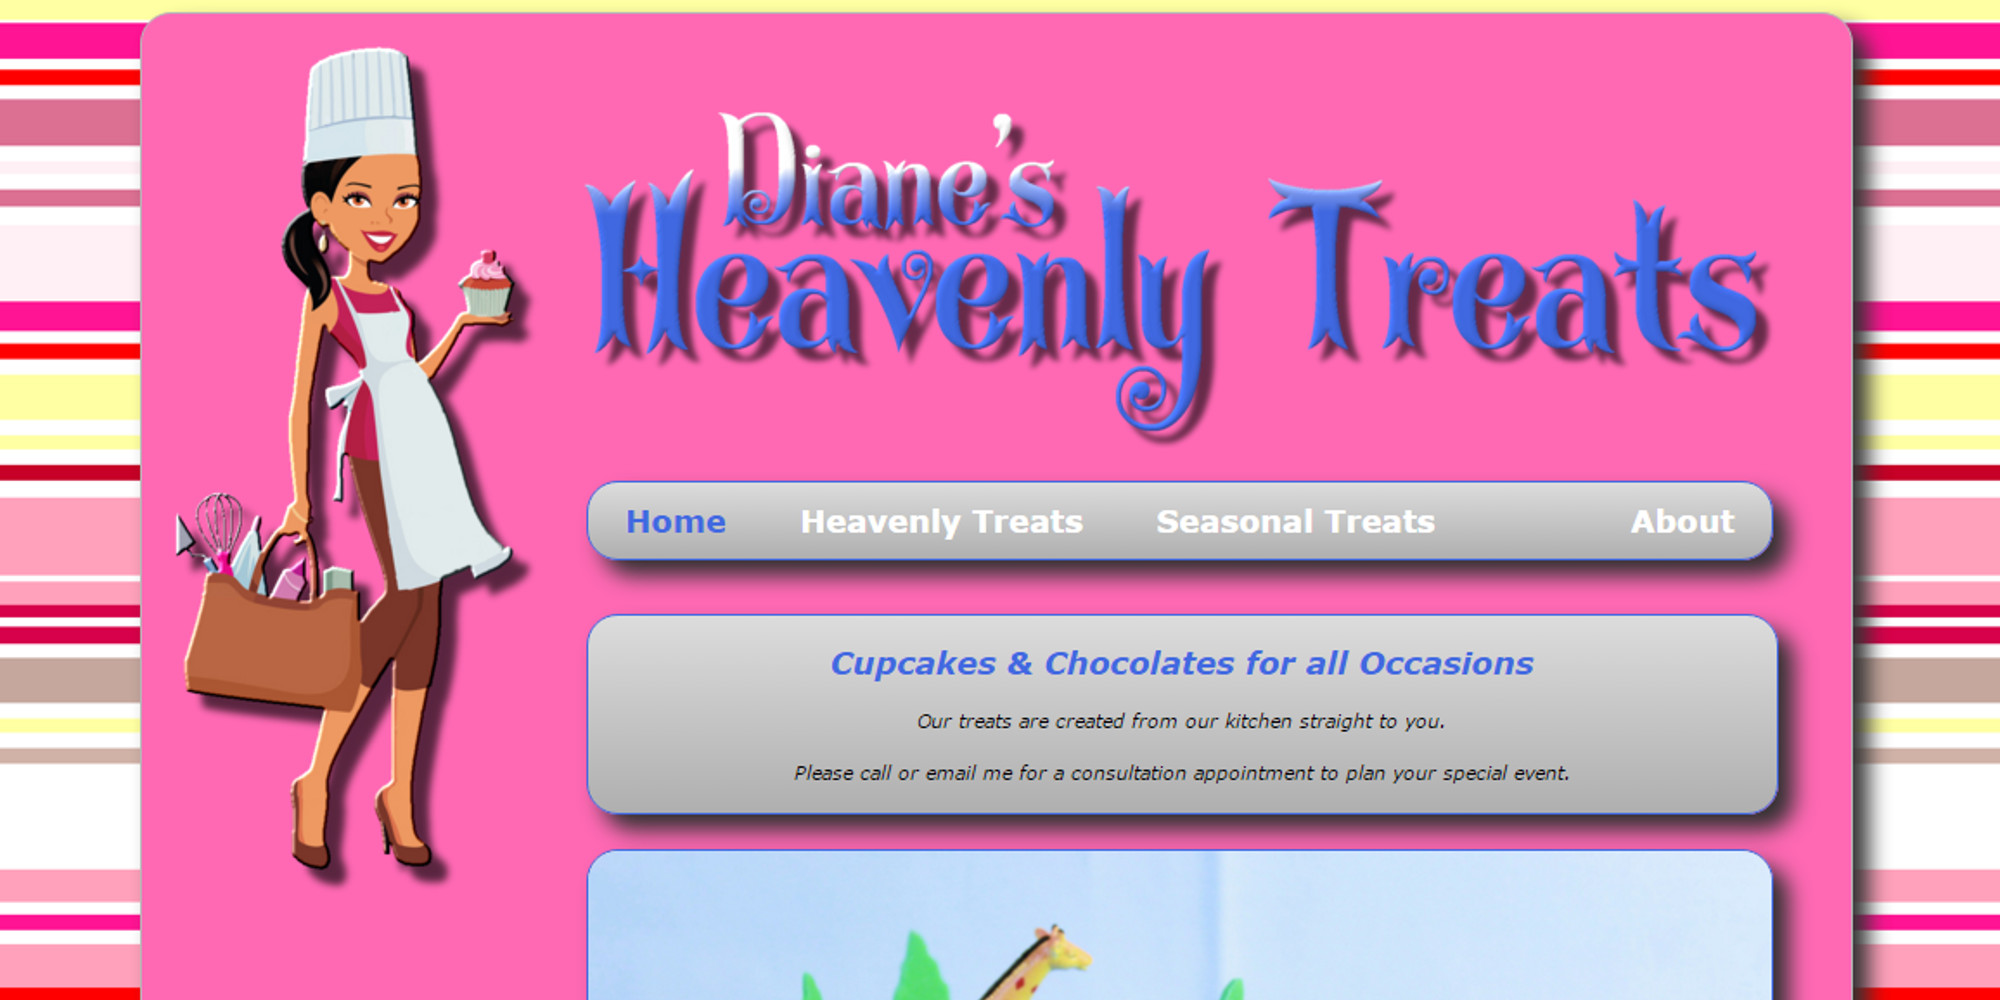 Diane's
Heavenly Treats
Home Heavenly Treats Seasonal Treats About
Cupcakes & Chocolates for all Occasions
Our treats are created from our kitchen straight to you.
Please call or email me for a consultation appointment to plan your special event.